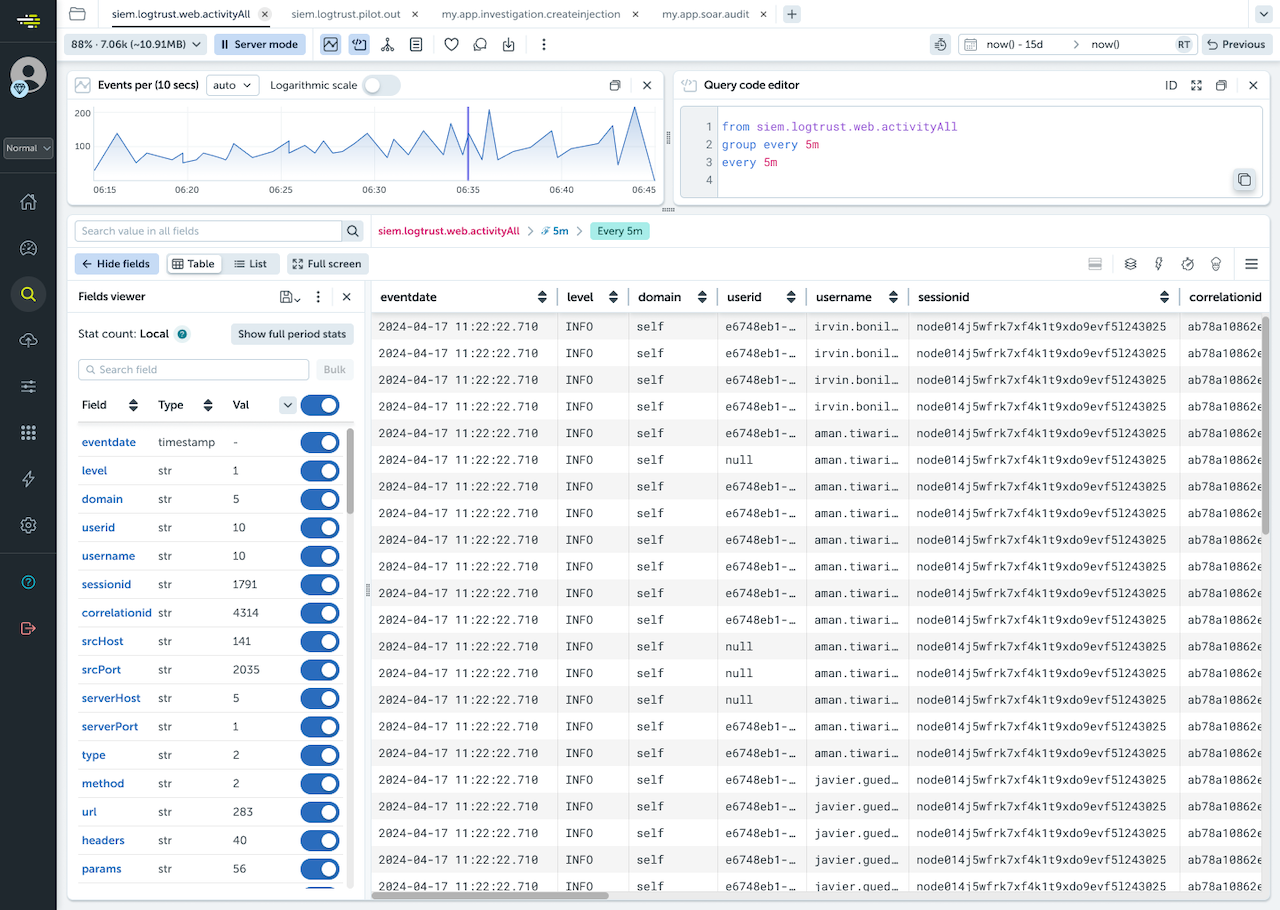 siem.logtrust.web.activityAll siem.logtrust.pilot.out my.app.investigation.createinjection my.app.soar.audit
88% · 7.06k (~10.91MB) Server mode now() - 15d now() RT Previous
Normal
Events per (10 secs) auto Logarithmic scale
200
100
06:15 06:20 06:25 06:30 06:35 06:40 06:45
Query code editor ID
1 from siem.logtrust.web.activityAll
2 group every 5m
3 every 5m
4
Search value in all fields
siem.logtrust.web.activityAll 5m Every 5m
Hide fields Table List Full screen
Fields viewer
Stat count: Local ? Show full period stats
Search field Bulk
Field Type Val
eventdate timestamp -
level str 1
domain str 5
userid str 10
username str 10
sessionid str 1791
correlationid str 4314
srcHost str 141
srcPort str 2035
serverHost str 5
serverPort str 1
type str 2
method str 2
url str 283
headers str 40
params str 56
eventdate level domain userid username sessionid correlationid
2024-04-17 11:22:22.710 INFO self e6748eb1-… irvin.bonil… node014j5wfrk7xf4k1t9xdo9evf5l243025 ab78a10862e
2024-04-17 11:22:22.710 INFO self e6748eb1-… irvin.bonil… node014j5wfrk7xf4k1t9xdo9evf5l243025 ab78a10862e
2024-04-17 11:22:22.710 INFO self e6748eb1-… irvin.bonil… node014j5wfrk7xf4k1t9xdo9evf5l243025 ab78a10862e
2024-04-17 11:22:22.710 INFO self e6748eb1-… irvin.bonil… node014j5wfrk7xf4k1t9xdo9evf5l243025 ab78a10862e
2024-04-17 11:22:22.710 INFO self e6748eb1-… aman.tiwari… node014j5wfrk7xf4k1t9xdo9evf5l243025 ab78a10862e
2024-04-17 11:22:22.710 INFO self null aman.tiwari… node014j5wfrk7xf4k1t9xdo9evf5l243025 ab78a10862e
2024-04-17 11:22:22.710 INFO self e6748eb1-… aman.tiwari… node014j5wfrk7xf4k1t9xdo9evf5l243025 ab78a10862e
2024-04-17 11:22:22.710 INFO self e6748eb1-… aman.tiwari… node014j5wfrk7xf4k1t9xdo9evf5l243025 ab78a10862e
2024-04-17 11:22:22.710 INFO self e6748eb1-… aman.tiwari… node014j5wfrk7xf4k1t9xdo9evf5l243025 ab78a10862e
2024-04-17 11:22:22.710 INFO self e6748eb1-… aman.tiwari… node014j5wfrk7xf4k1t9xdo9evf5l243025 ab78a10862e
2024-04-17 11:22:22.710 INFO self e6748eb1-… aman.tiwari… node014j5wfrk7xf4k1t9xdo9evf5l243025 ab78a10862e
2024-04-17 11:22:22.710 INFO self e6748eb1-… aman.tiwari… node014j5wfrk7xf4k1t9xdo9evf5l243025 ab78a10862e
2024-04-17 11:22:22.710 INFO self null aman.tiwari… node014j5wfrk7xf4k1t9xdo9evf5l243025 ab78a10862e
2024-04-17 11:22:22.710 INFO self null aman.tiwari… node014j5wfrk7xf4k1t9xdo9evf5l243025 ab78a10862e
2024-04-17 11:22:22.710 INFO self null aman.tiwari… node014j5wfrk7xf4k1t9xdo9evf5l243025 ab78a10862e
2024-04-17 11:22:22.710 INFO self e6748eb1-… aman.tiwari… node014j5wfrk7xf4k1t9xdo9evf5l243025 ab78a10862e
2024-04-17 11:22:22.710 INFO self e6748eb1-… aman.tiwari… node014j5wfrk7xf4k1t9xdo9evf5l243025 ab78a10862e
2024-04-17 11:22:22.710 INFO self e6748eb1-… javier.gued… node014j5wfrk7xf4k1t9xdo9evf5l243025 ab78a10862e
2024-04-17 11:22:22.710 INFO self e6748eb1-… javier.gued… node014j5wfrk7xf4k1t9xdo9evf5l243025 ab78a10862e
2024-04-17 11:22:22.710 INFO self e6748eb1-… javier.gued… node014j5wfrk7xf4k1t9xdo9evf5l243025 ab78a10862e
2024-04-17 11:22:22.710 INFO self e6748eb1-… javier.gued… node014j5wfrk7xf4k1t9xdo9evf5l243025 ab78a10862e
2024-04-17 11:22:22.710 INFO self e6748eb1-… javier.gued… node014j5wfrk7xf4k1t9xdo9evf5l243025 ab78a10862e